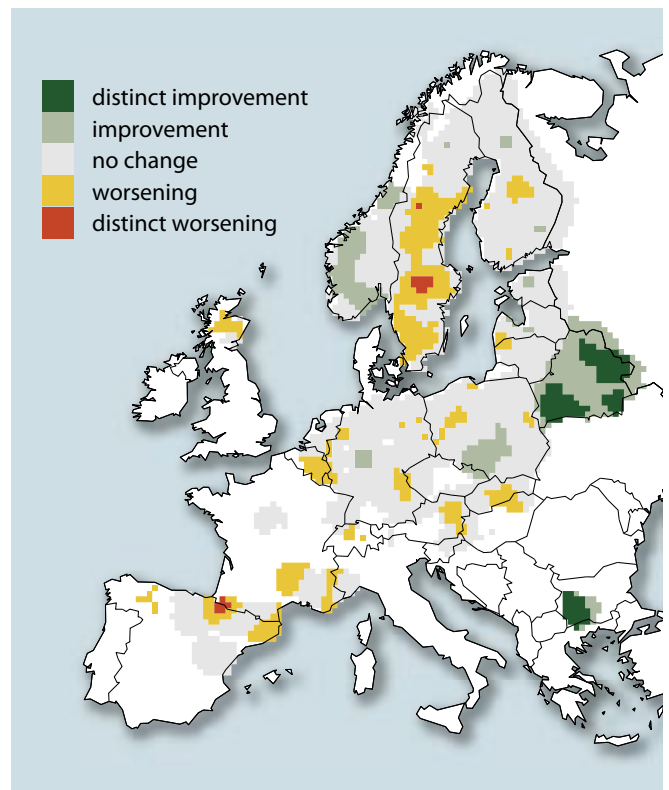 distinct improvement
improvement
no change
worsening
distinct worsening